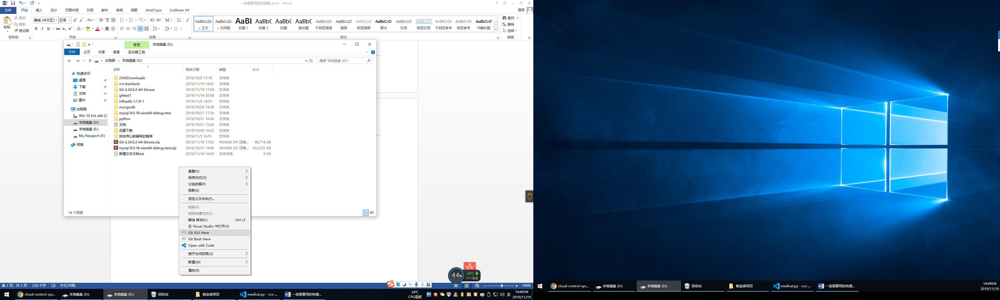 一些需要用的快捷键.docx - Word
文件 开始 插入 设计 页面布局 引用 邮件 审阅 视图 MathType EndNote X9 登录
粘贴 剪切 复制 格式刷
等线 (中文正 五号
查找 替换 选择
AaBbCcDt AaBbCcDt AaBl AaBbC AaBbC AaBbC AaBbCcD. AaBbCcD. AaBbCcD. AaBbCcD AaBbCcD. AaBbCcD. AaBbCcDt AaBbCcDt AaBbCcD
正文 无间隔 标题 1 标题 2 标题 副标题 不明显强调 强调 明显强调 要点 引用 明显引用 不明显参考 明显参考 书籍标题
剪贴板 字体 段落 样式 编辑
管理 本地磁盘 (D:)
文件 主页 共享 查看 驱动器工具
此电脑 本地磁盘 (D:) 搜索"本地磁盘 (D:)"
快速访问
桌面
下载
文档
图片
此电脑
Win 10 Ent x64 (C
本地磁盘 (D:)
本地磁盘 (E:)
My Passport (F:)
网络
名称 修改日期 类型 大小
2345Downloads 2019/10/9 17:18 文件夹
ccs-backend 2019/11/19 14:41 文件夹
Git-2.24.0.2-64-bit.exe 2019/11/18 17:04 文件夹
gittest1 2019/11/18 20:36 文件夹
influxdb-1.7.9-1 2019/11/8 14:53 文件夹
mongodb 2019/10/29 14:38 文件夹
mysql-8.0.18-winx64-debug-test 2019/10/21 17:34 文件夹
python 2019/10/31 16:38 文件夹
文档 2019/10/21 15:28 文件夹
迅雷下载 2019/10/26 16:25 文件夹
张宏伟以前编写的程序 2019/11/5 16:51 文件夹
Git-2.24.0.2-64-bit.exe.zip 2019/11/18 17:03 WinRAR ZIP 压缩... 46,714 KB
mysql-8.0.18-winx64-debug-test.zip 2019/10/21 14:49 WinRAR ZIP 压缩... 412,235 KB
新建文本文档.txt 2019/11/18 19:50 文本文档 0 KB
14 个项目
查看(V)
排序方式(O)
分组依据(P)
刷新(E)
自定义文件夹(F)...
粘贴(P)
粘贴快捷方式(S)
撤消 移动(U) Ctrl+Z
在 Visual Studio 中打开(V)
Git GUI Here
Git Bash Here
Open with Code
授予访问权限(G)
新建(W)
属性(R)
红包
44% 34℃
CPU温度
英
第 2 页，共 2 页 239 个字 中文(中国) 140%
cloud-control-sys... 本地磁盘 (D:) 本地磁盘 (D:) 回收站 帕金森项目 medical.py - ccs-... 一些需要用的快捷...
34℃
CPU温度
英
14:49:04
2019/11/19
cloud-control-sys... 本地磁盘 (D:) 本地磁盘 (D:) 回收站 帕金森项目 medical.py - ccs-... 一些需要用的快捷...
14:49:04
2019/11/19